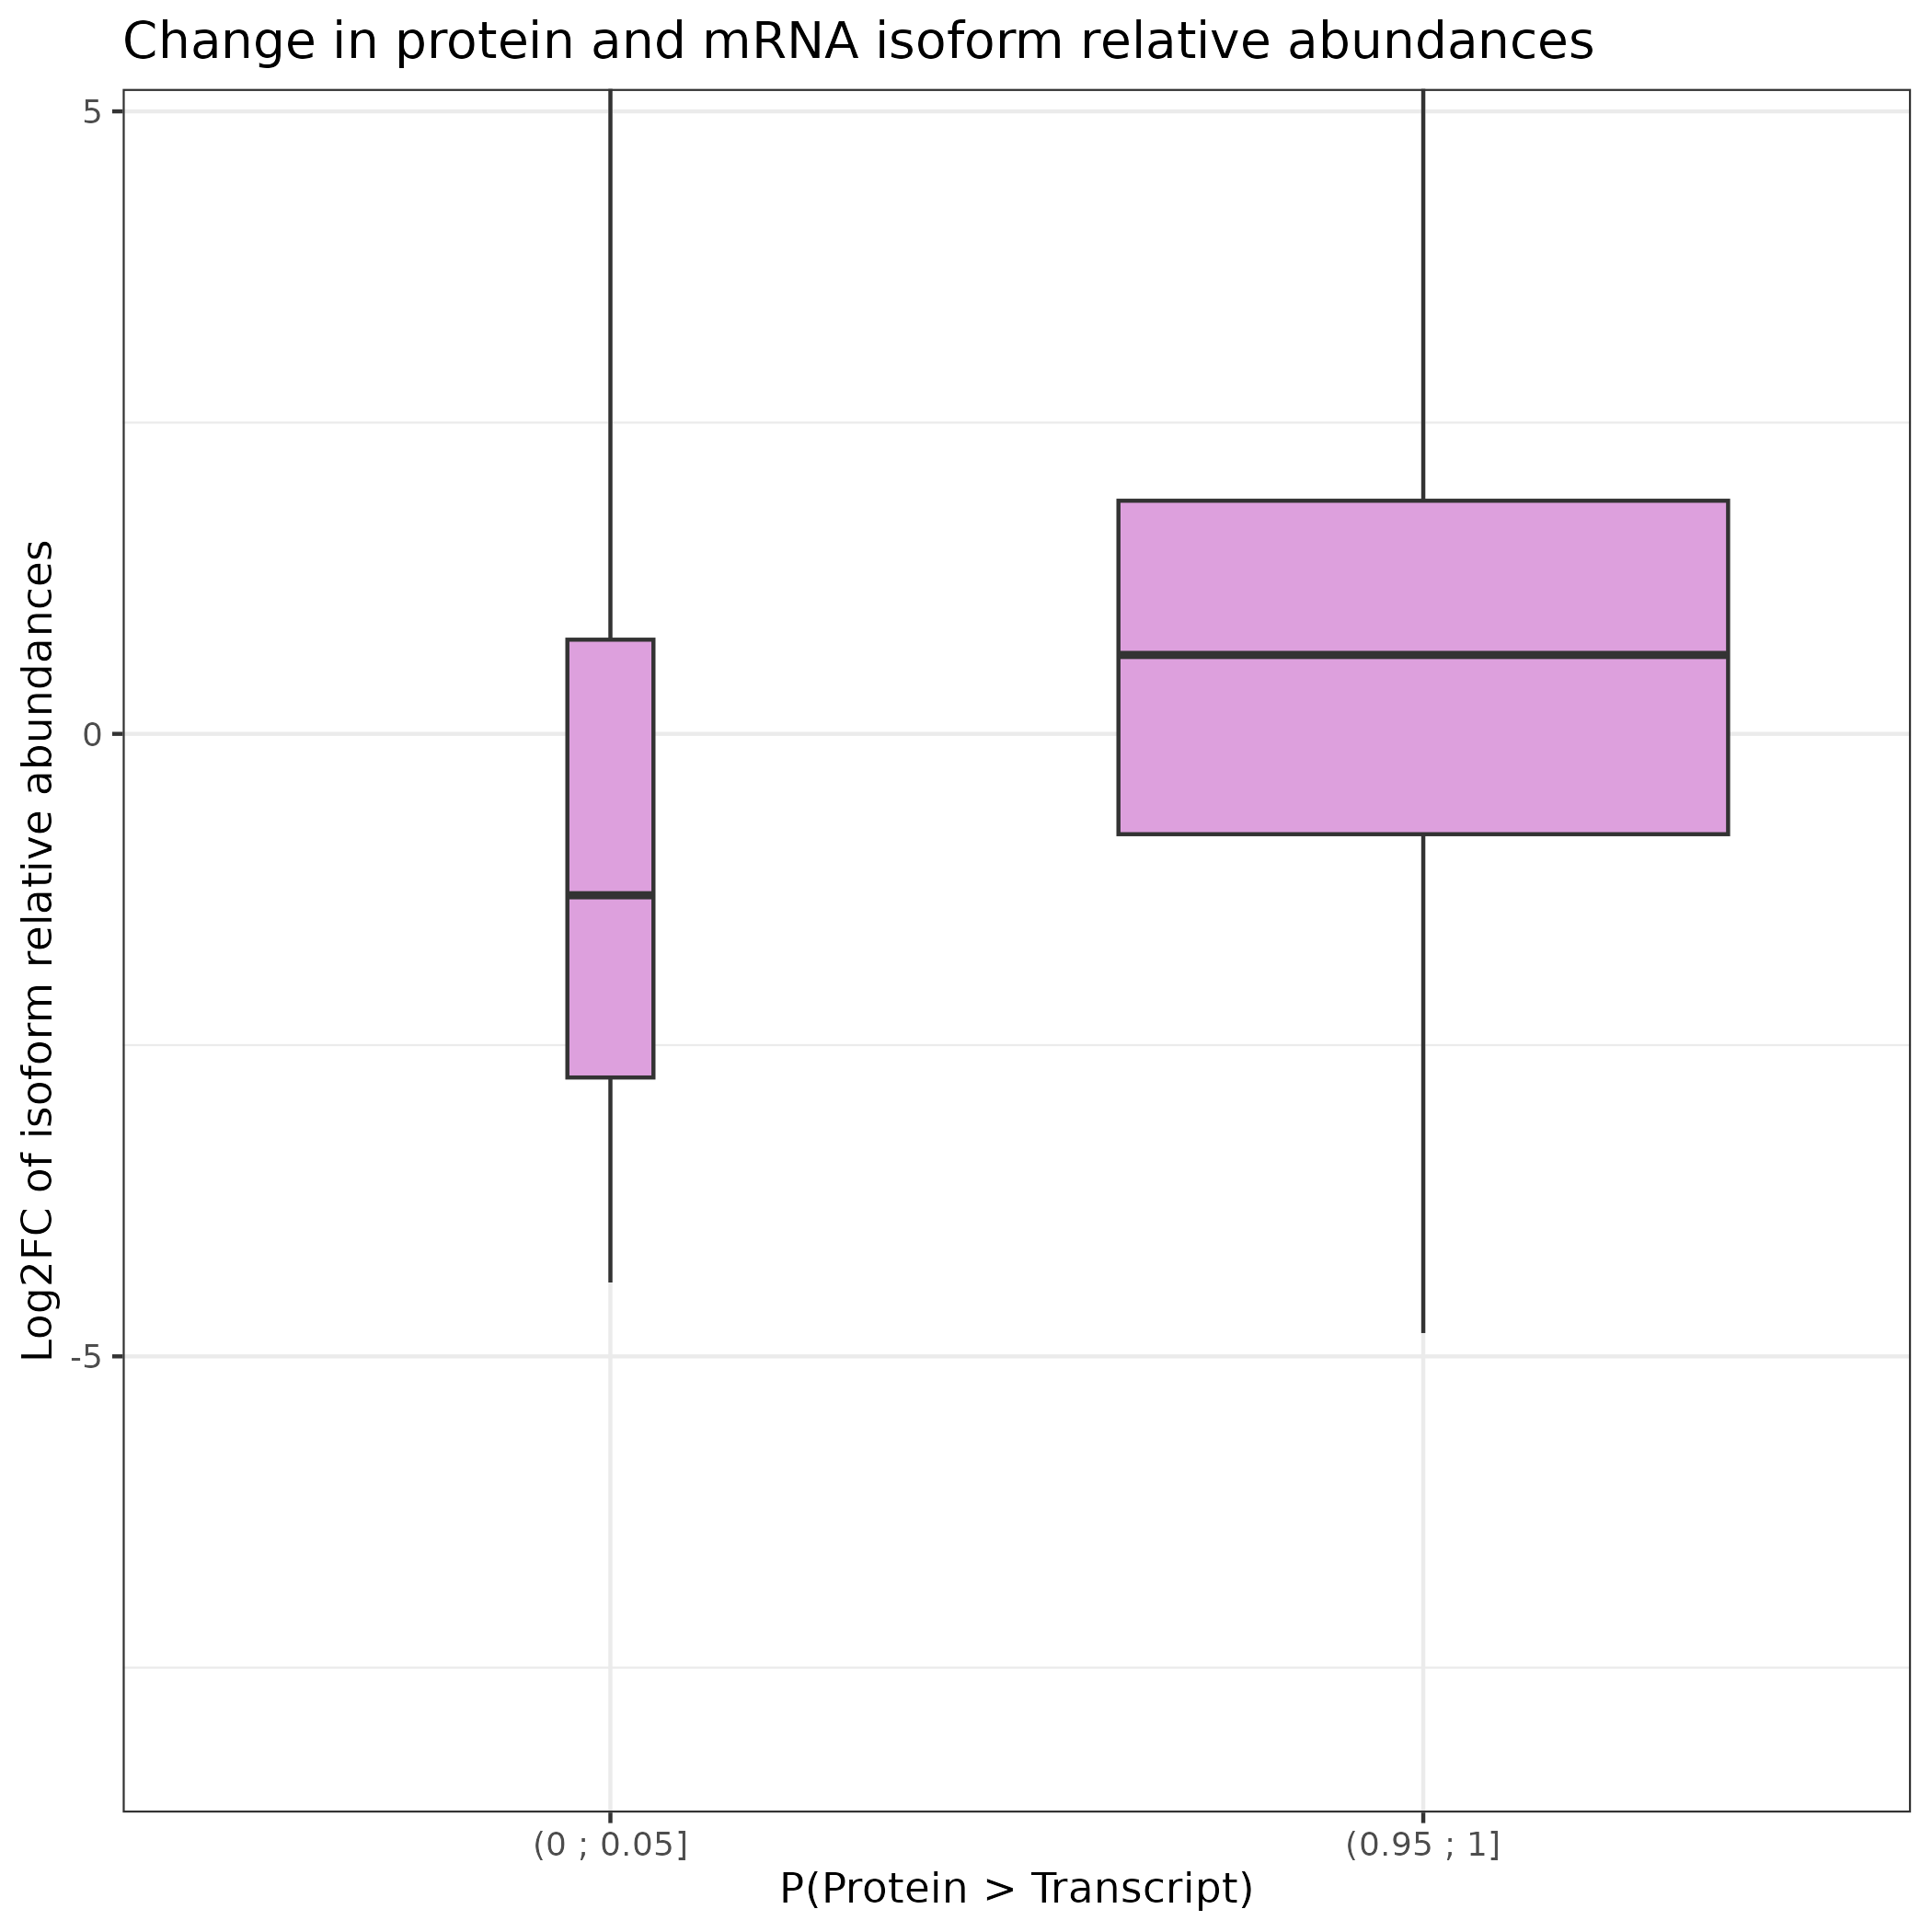 Change in protein and mRNA isoform relative abundances
Log2FC of isoform relative abundances
5
0
-5
(0 ; 0.05]
(0.95 ; 1]
P(Protein > Transcript)